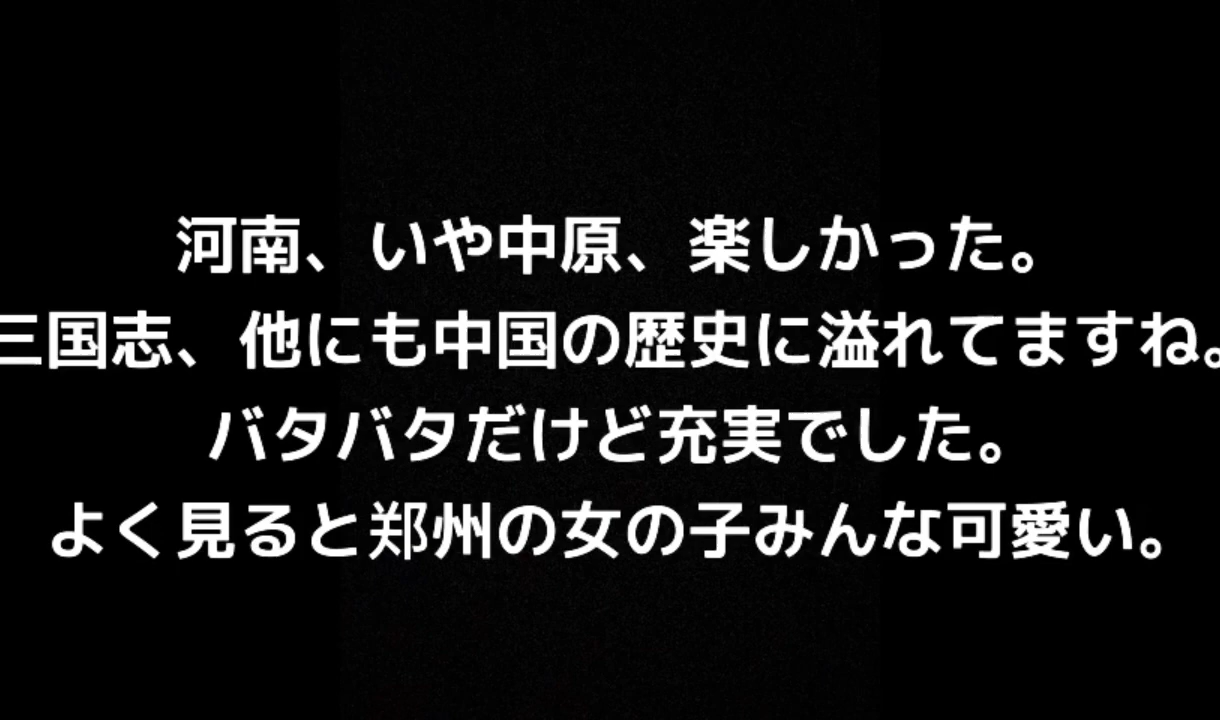 河南、いや中原、楽しかった。
三国志、他にも中国の歴史に溢れてますね。
バタバタだけど充実でした。
よく見ると郑州の女の子みんな可愛い。